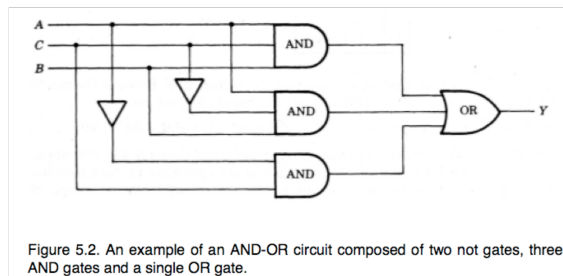 A
C
B
AND
AND
AND
OR
Y
Figure 5.2. An example of an AND-OR circuit composed of two not gates, three
AND gates and a single OR gate.